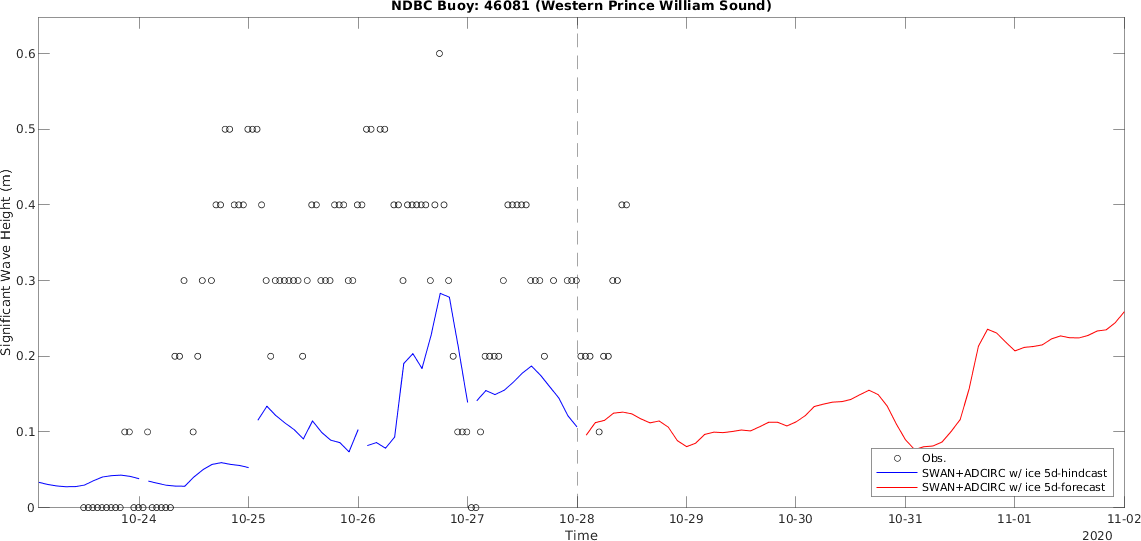 NDBC Buoy: 46081 (Western Prince William Sound)
0.6
0.5
0.4
0.3
0.2
0.1
0
Significant Wave Height (m)
Obs.
SWAN+ADCIRC w/ ice 5d-hindcast
SWAN+ADCIRC w/ ice 5d-forecast
10-24 10-25 10-26 10-27 10-28 10-29 10-30 10-31 11-01 11-02
Time
2020